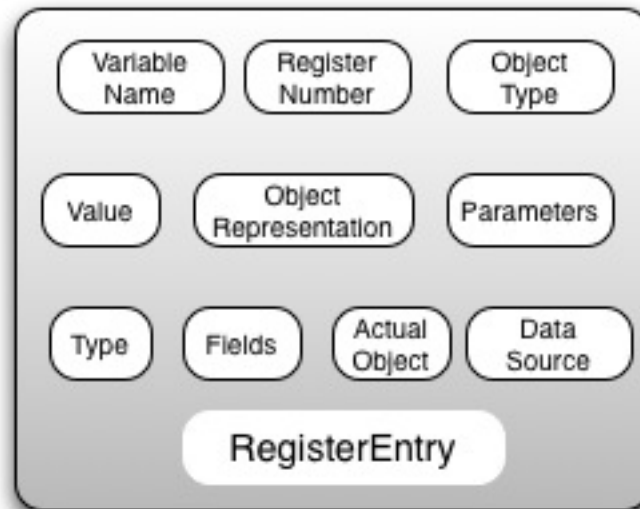 Variable
Name
Register
Number
Object
Type
Value
Object
Representation
Parameters
Type
Fields
Actual
Object
Data
Source
RegisterEntry